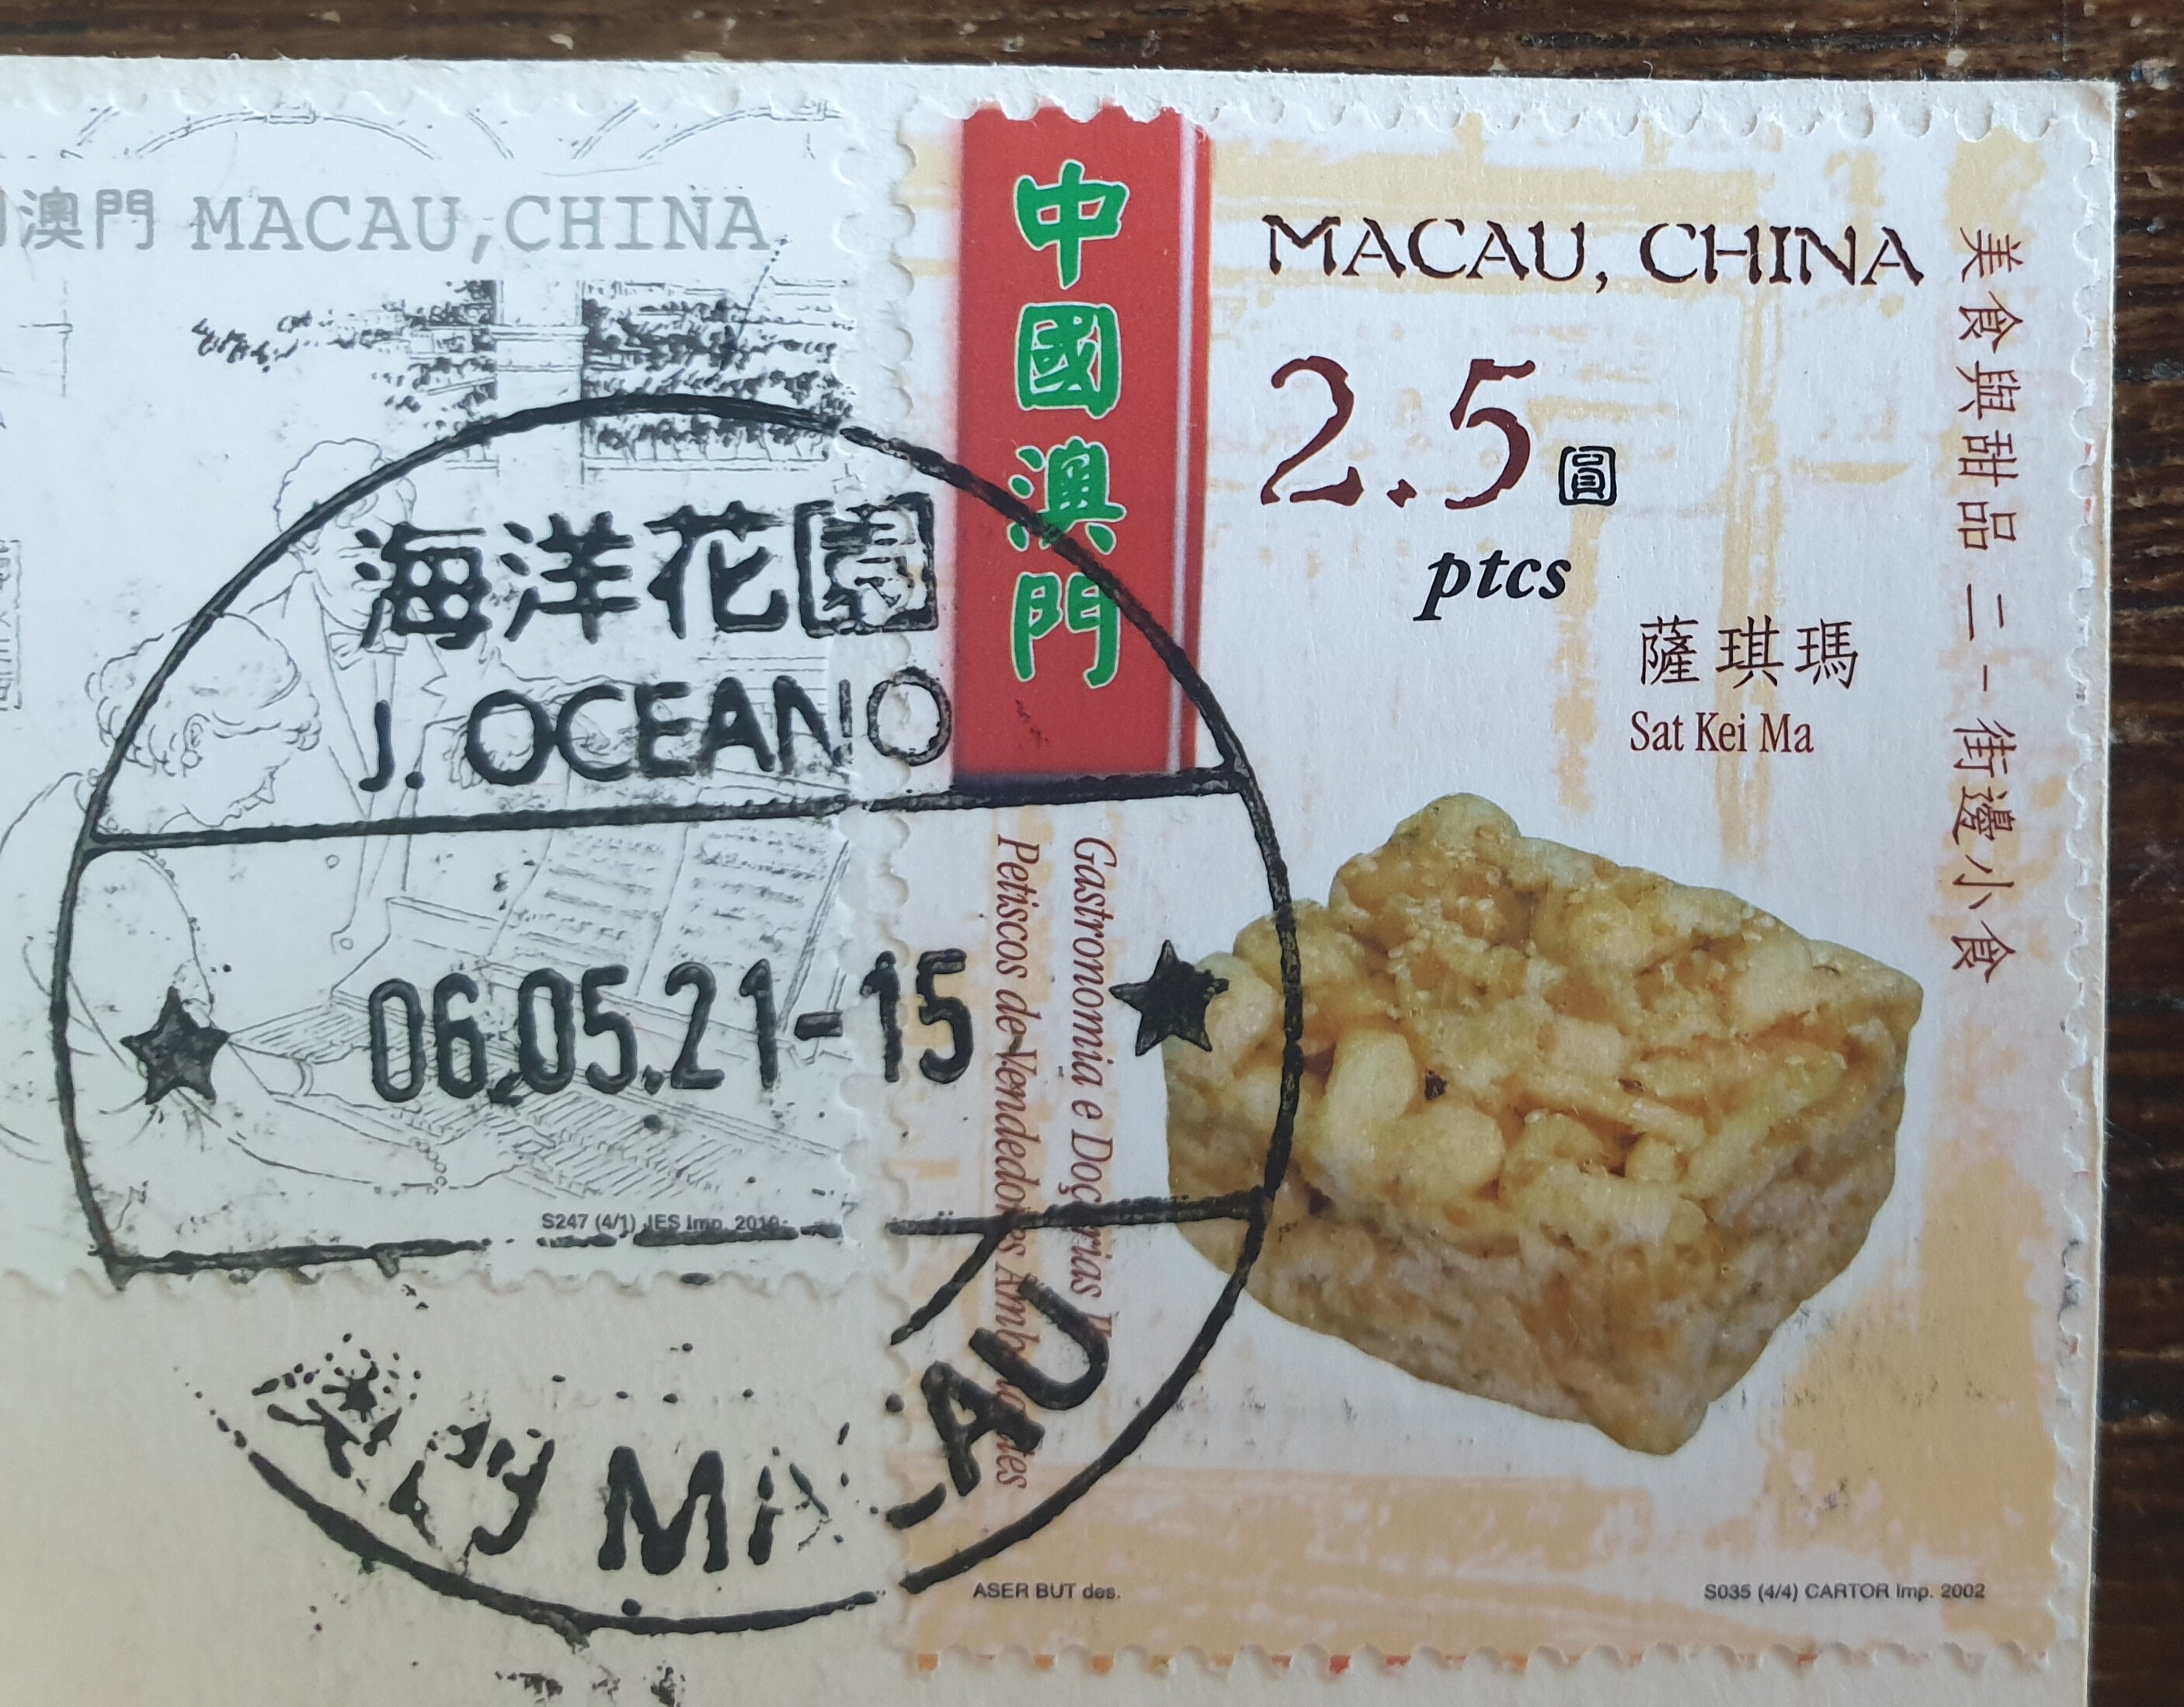 澳門 MACAU,CHINA
S247 (4/1) JES Imp. 2019
海洋花園
J. OCEANO
06.05.21-15
門 MACAU
中國澳門
MACAU, CHINA
2.5圓
ptcs
薩琪瑪
Sat Kei Ma
美食與甜品二 - 街邊小食
Gastronomia e Doçarias
Petiscos de Vendedores Ambulantes
ASER BUT des.
S035 (4/4) CARTOR Imp. 2002